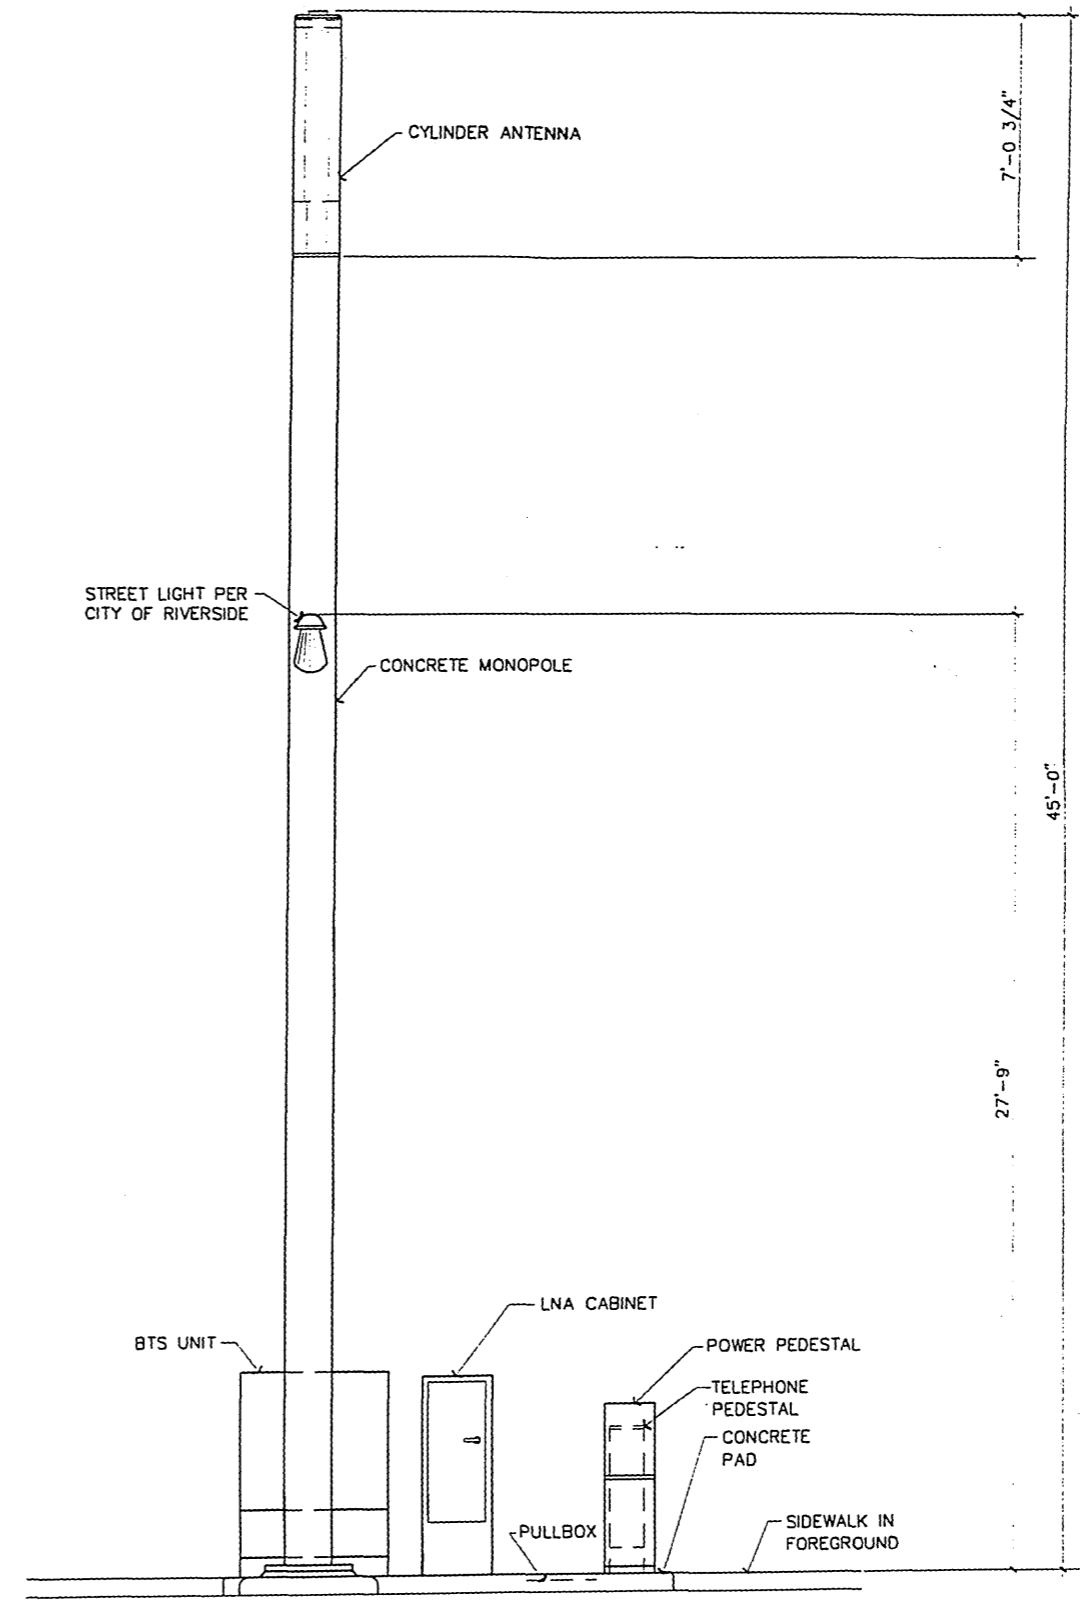 7'-0 3/4"
CYLINDER ANTENNA
STREET LIGHT PER
CITY OF RIVERSIDE
CONCRETE MONOPOLE
45'-0"
27'-9"
LNA CABINET
BTS UNIT
POWER PEDESTAL
TELEPHONE
PEDESTAL
CONCRETE
PAD
PULLBOX
SIDEWALK IN
FOREGROUND